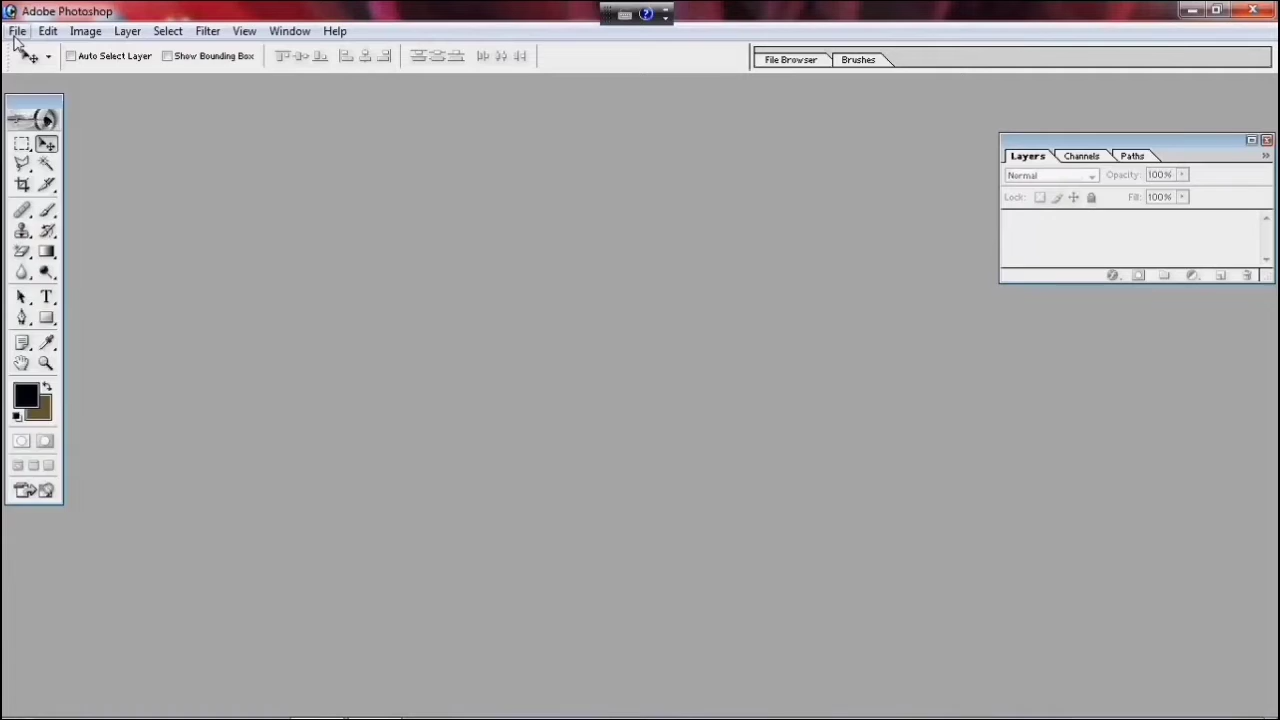 Adobe Photoshop
File Edit Image Layer Select Filter View Window Help
Auto Select Layer Show Bounding Box File Browser Brushes
Layers Channels Paths
Normal Opacity: 100%
Lock: Fill: 100%